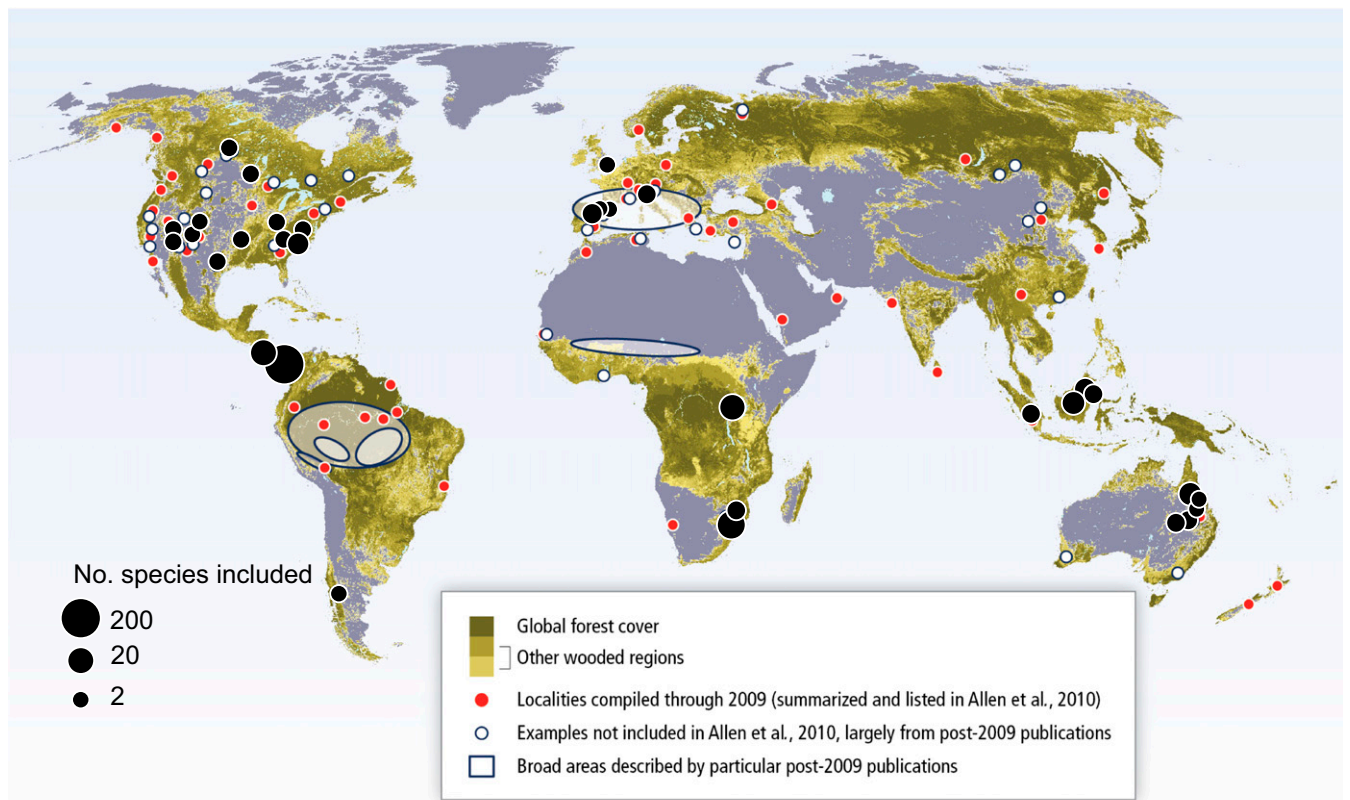 No. species included
200
20
2
Global forest cover
Other wooded regions
Localities compiled through 2009 (summarized and listed in Allen et al., 2010)
Examples not included in Allen et al., 2010, largely from post-2009 publications
Broad areas described by particular post-2009 publications